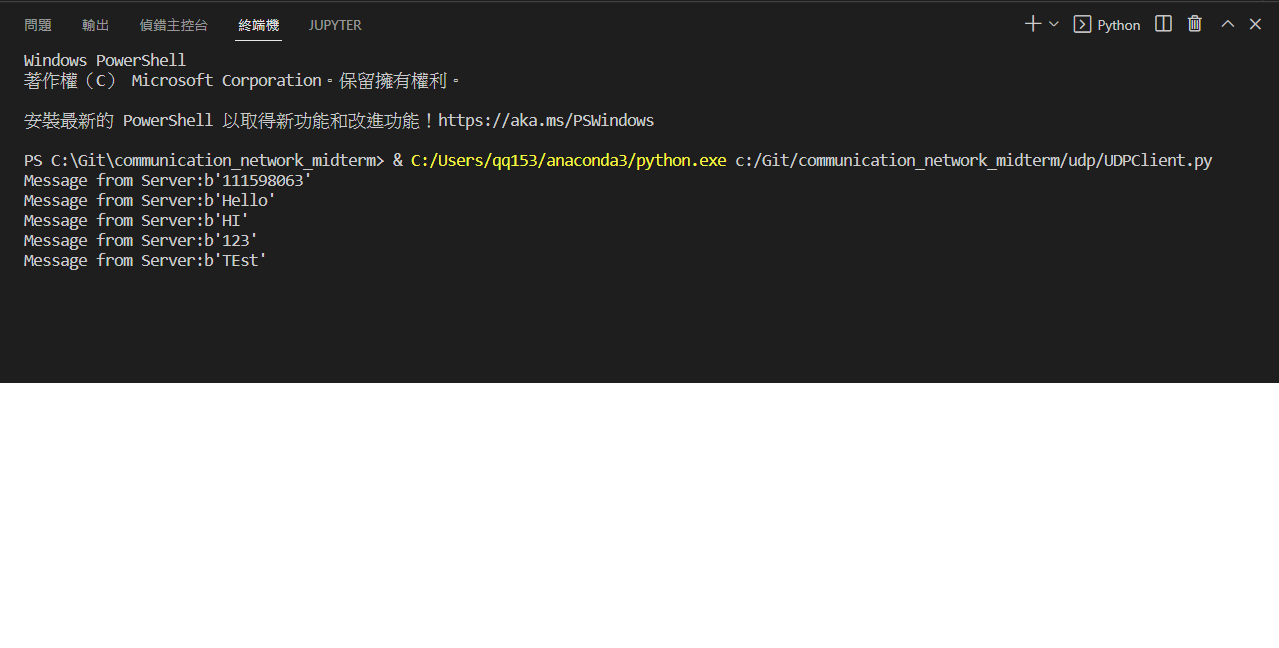 問題 輸出 偵錯主控台 終端機 JUPYTER Python
Windows PowerShell
著作權（C） Microsoft Corporation。保留擁有權利。
安裝最新的 PowerShell 以取得新功能和改進功能！https://aka.ms/PSWindows
PS C:\Git\communication_network_midterm> & C:/Users/qq153/anaconda3/python.exe c:/Git/communication_network_midterm/udp/UDPClient.py
Message from Server:b'111598063'
Message from Server:b'Hello'
Message from Server:b'HI'
Message from Server:b'123'
Message from Server:b'TEst'